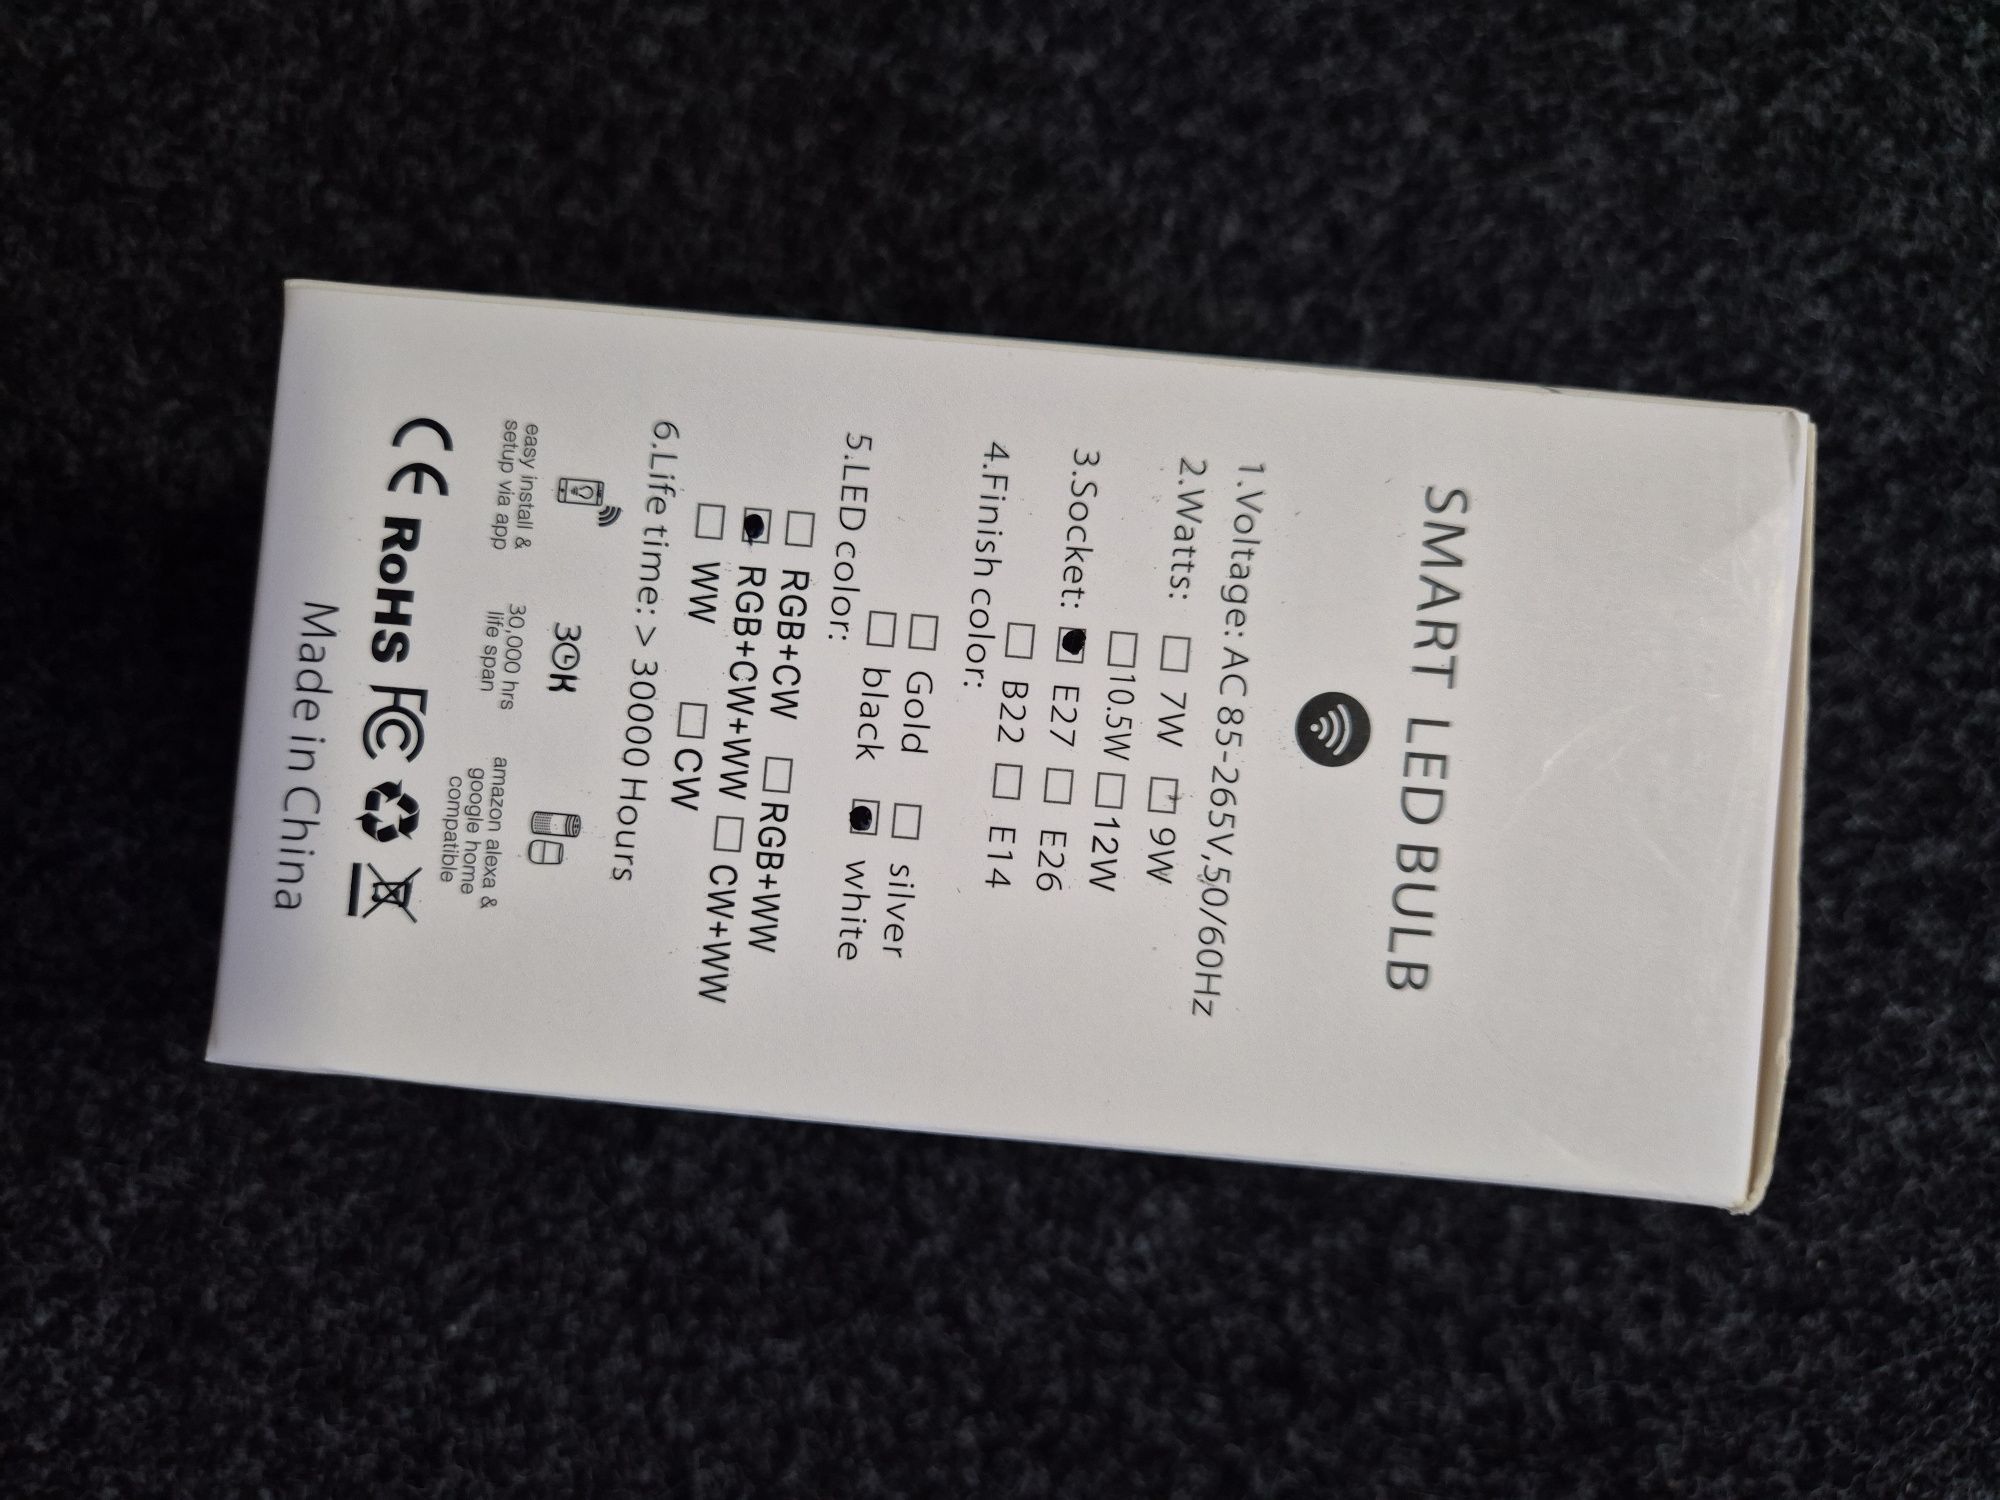 SMART LED BULB
1.Voltage: AC 85-265V,50/60Hz
2.Watts: 7W 9W
10.5W 12W
3.Socket: E27 E26
B22 E14
4.Finish color:
Gold silver
black white
5.LED color:
RGB+CW RGB+WW
RGB+CW+WW CW+WW
WW CW
6.Life time: > 30000 Hours
30K
easy install &
setup via app
30,000 hrs
life span
amazon alexa &
google home
compatible
CE RoHS FC
Made in China